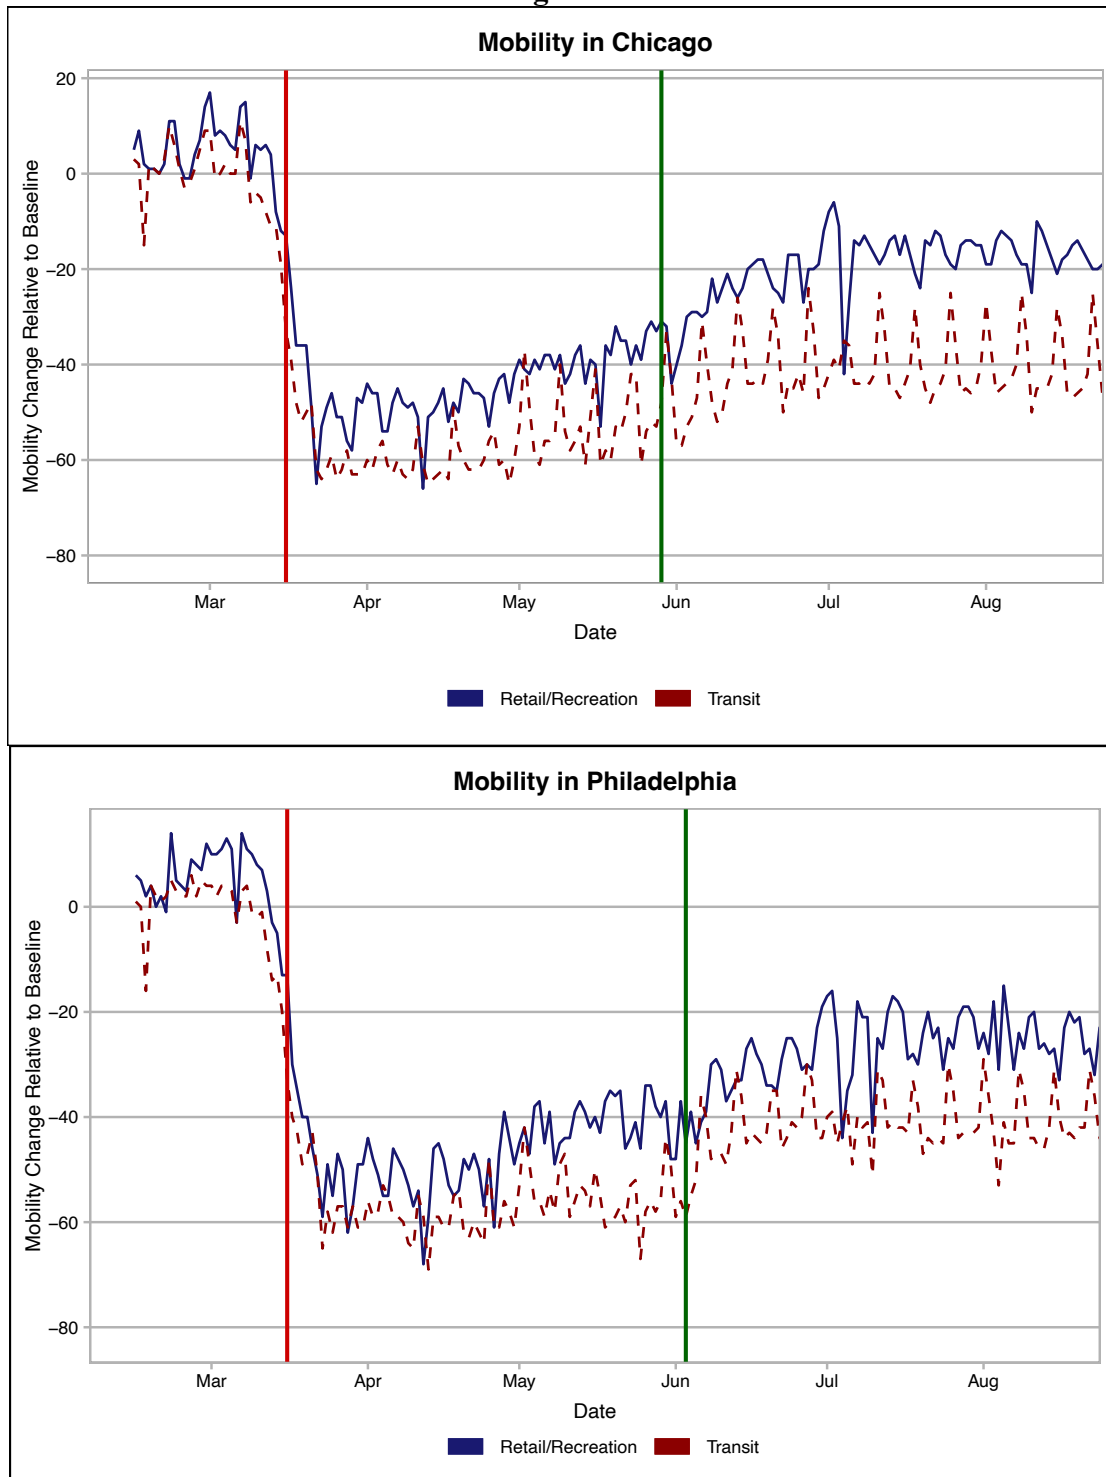 Mobility in Chicago
Mobility Change Relative to Baseline
20
0
−20
−40
−60
−80
Mar Apr May Jun Jul Aug
Date
Retail/Recreation Transit
Mobility in Philadelphia
Mobility Change Relative to Baseline
0
−20
−40
−60
−80
Mar Apr May Jun Jul Aug
Date
Retail/Recreation Transit